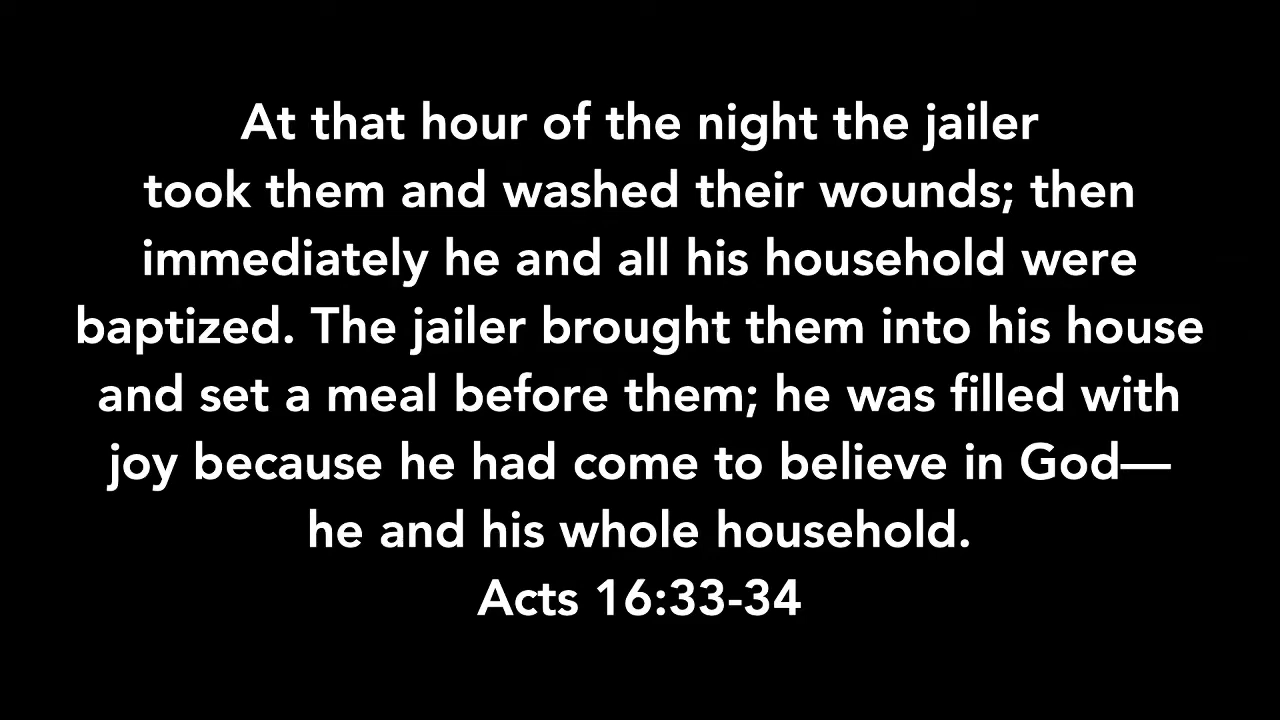 At that hour of the night the jailer
took them and washed their wounds; then
immediately he and all his household were
baptized. The jailer brought them into his house
and set a meal before them; he was filled with
joy because he had come to believe in God—
he and his whole household.
Acts 16:33-34